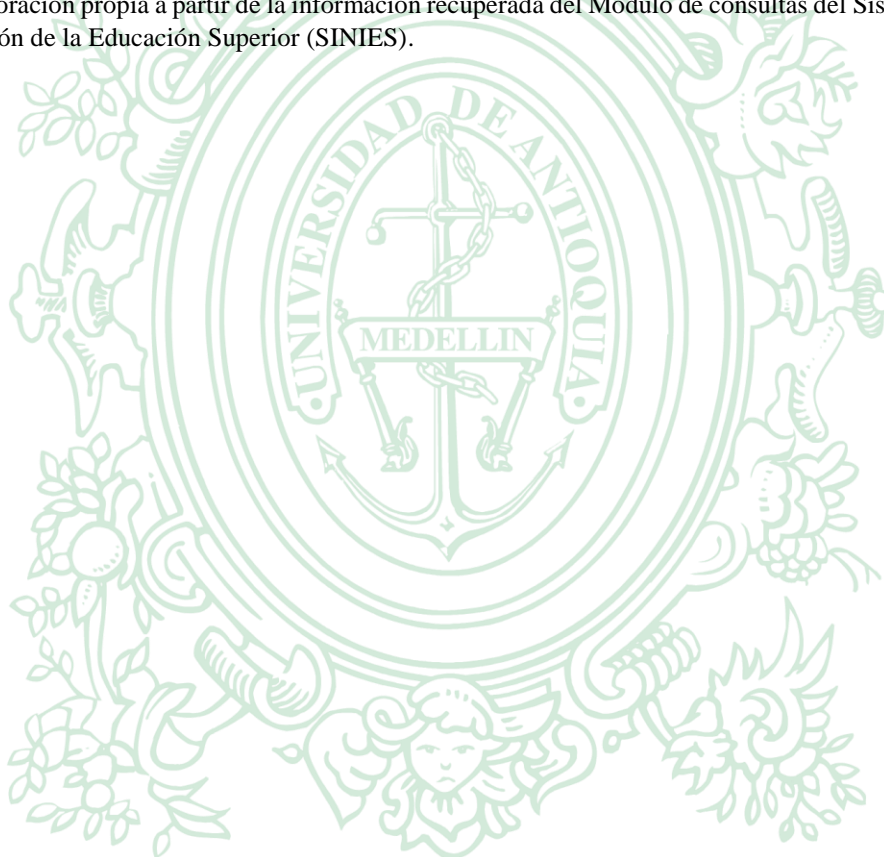 oración propia a partir de la información recuperada del Módulo de consultas del Sis
ón de la Educación Superior (SINIES).
UNIVERSIDAD DE ANTIOQUIA
MEDELLIN